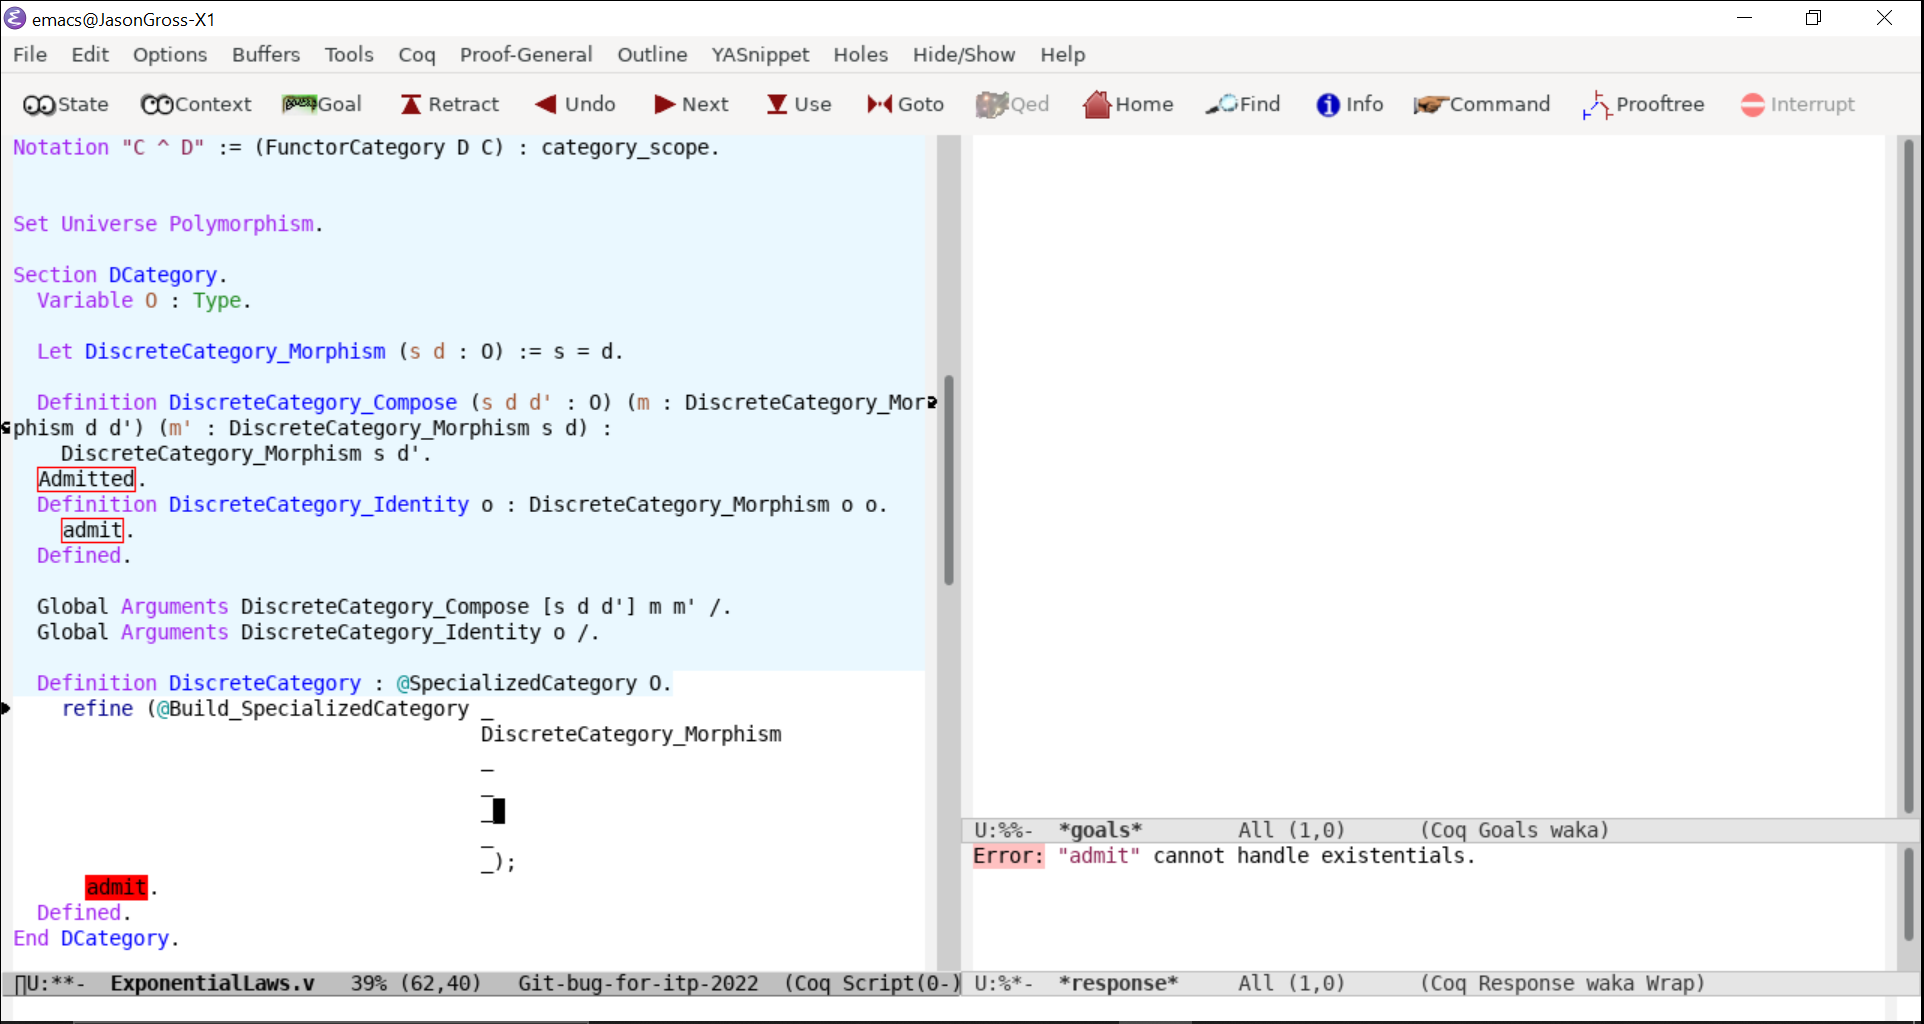 emacs@JasonGross-X1
File Edit Options Buffers Tools Coq Proof-General Outline YASnippet Holes Hide/Show Help
State Context Goal Retract Undo Next Use Goto Qed Home Find Info Command Prooftree Interrupt
Notation "C ^ D" := (FunctorCategory D C) : category_scope.
Set Universe Polymorphism.
Section DCategory.
Variable O : Type.
Let DiscreteCategory_Morphism (s d : O) := s = d.
Definition DiscreteCategory_Compose (s d d' : O) (m : DiscreteCategory_Mor
phism d d') (m' : DiscreteCategory_Morphism s d) :
DiscreteCategory_Morphism s d'.
Admitted.
Definition DiscreteCategory_Identity o : DiscreteCategory_Morphism o o.
admit.
Defined.
Global Arguments DiscreteCategory_Compose [s d d'] m m' /.
Global Arguments DiscreteCategory_Identity o /.
Definition DiscreteCategory : @SpecializedCategory O.
refine (@Build_SpecializedCategory _
DiscreteCategory_Morphism
_
_
_
_
_);
admit.
Defined.
End DCategory.
U:**- ExponentialLaws.v 39% (62,40) Git-bug-for-itp-2022 (Coq Script(0-)
U:%%- *goals* All (1,0) (Coq Goals waka)
Error: "admit" cannot handle existentials.
U:%*- *response* All (1,0) (Coq Response waka Wrap)